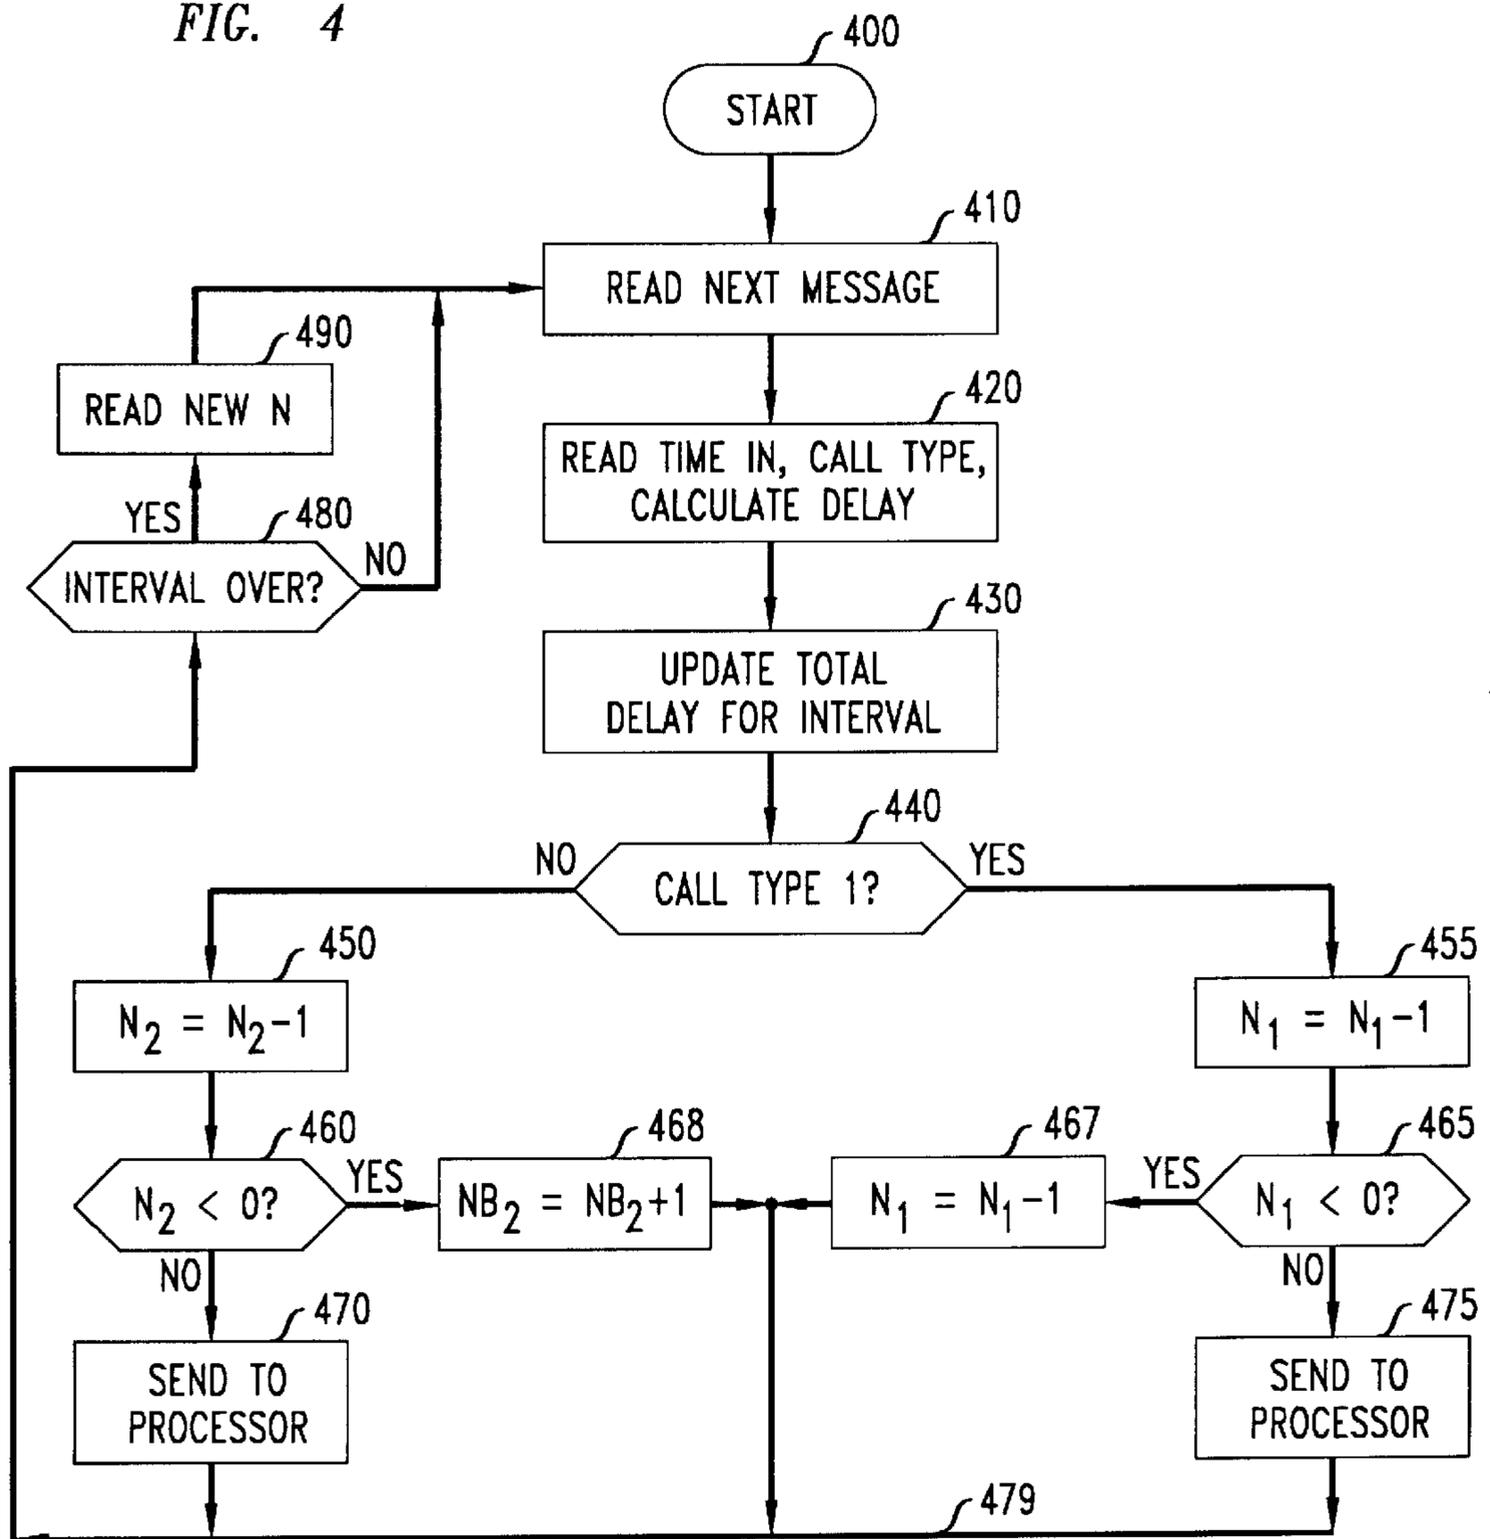 FIG. 4
400
START
410
READ NEXT MESSAGE
490
READ NEW N
420
READ TIME IN, CALL TYPE,
CALCULATE DELAY
YES
480
INTERVAL OVER?
NO
430
UPDATE TOTAL
DELAY FOR INTERVAL
440
NO
CALL TYPE 1?
YES
450
N₂ = N₂-1
455
N₁ = N₁-1
460
N₂ < 0?
YES
NO
468
NB₂ = NB₂+1
467
N₁ = N₁-1
465
YES
N₁ < 0?
NO
470
SEND TO
PROCESSOR
475
SEND TO
PROCESSOR
479